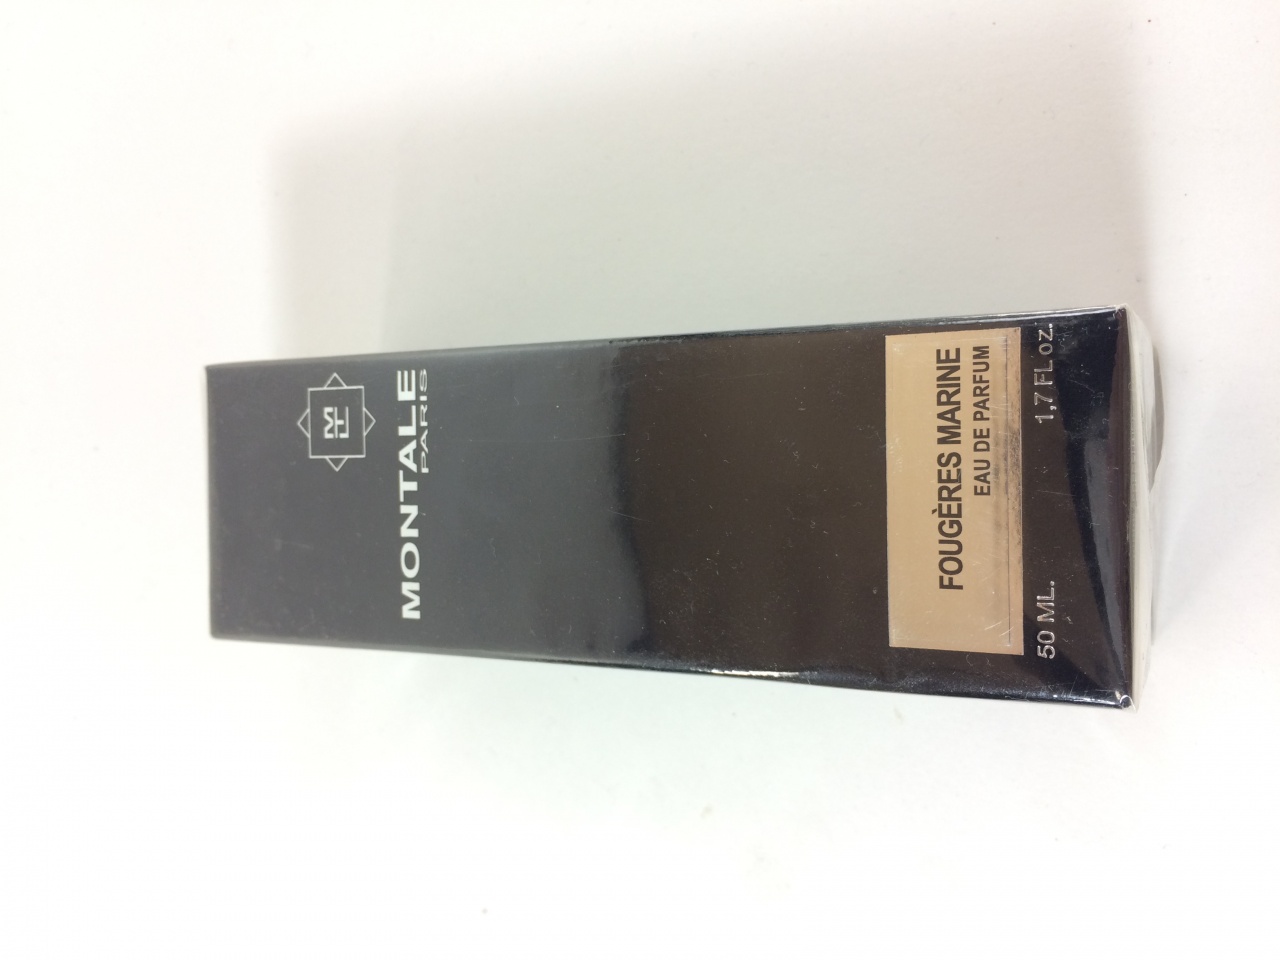 MONTALE
PARIS
FOUGÈRES MARINE
EAU DE PARFUM
50 ML. 1,7 FL oz.